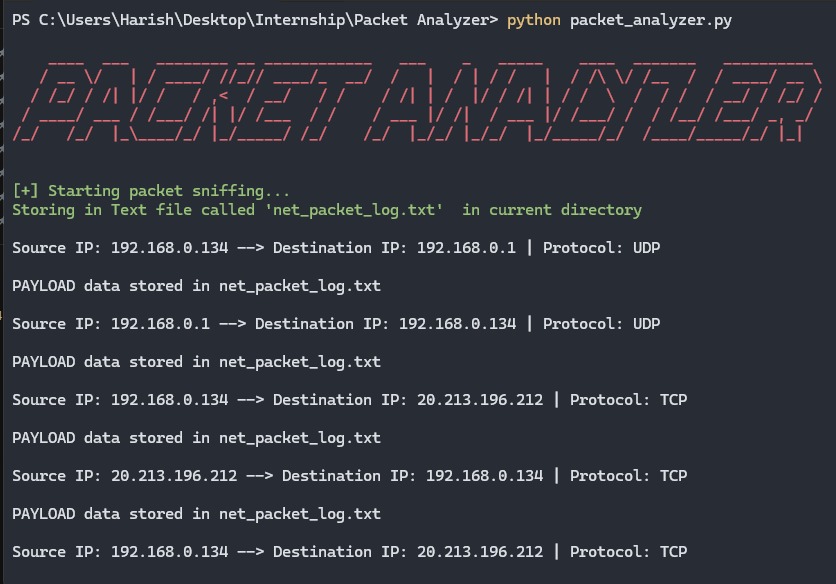 PS C:\Users\Harish\Desktop\Internship\Packet Analyzer> python packet_analyzer.py
PACKET ANALYZER
[+] Starting packet sniffing...
Storing in Text file called 'net_packet_log.txt'  in current directory
Source IP: 192.168.0.134 --> Destination IP: 192.168.0.1 | Protocol: UDP
PAYLOAD data stored in net_packet_log.txt
Source IP: 192.168.0.1 --> Destination IP: 192.168.0.134 | Protocol: UDP
PAYLOAD data stored in net_packet_log.txt
Source IP: 192.168.0.134 --> Destination IP: 20.213.196.212 | Protocol: TCP
PAYLOAD data stored in net_packet_log.txt
Source IP: 20.213.196.212 --> Destination IP: 192.168.0.134 | Protocol: TCP
PAYLOAD data stored in net_packet_log.txt
Source IP: 192.168.0.134 --> Destination IP: 20.213.196.212 | Protocol: TCP